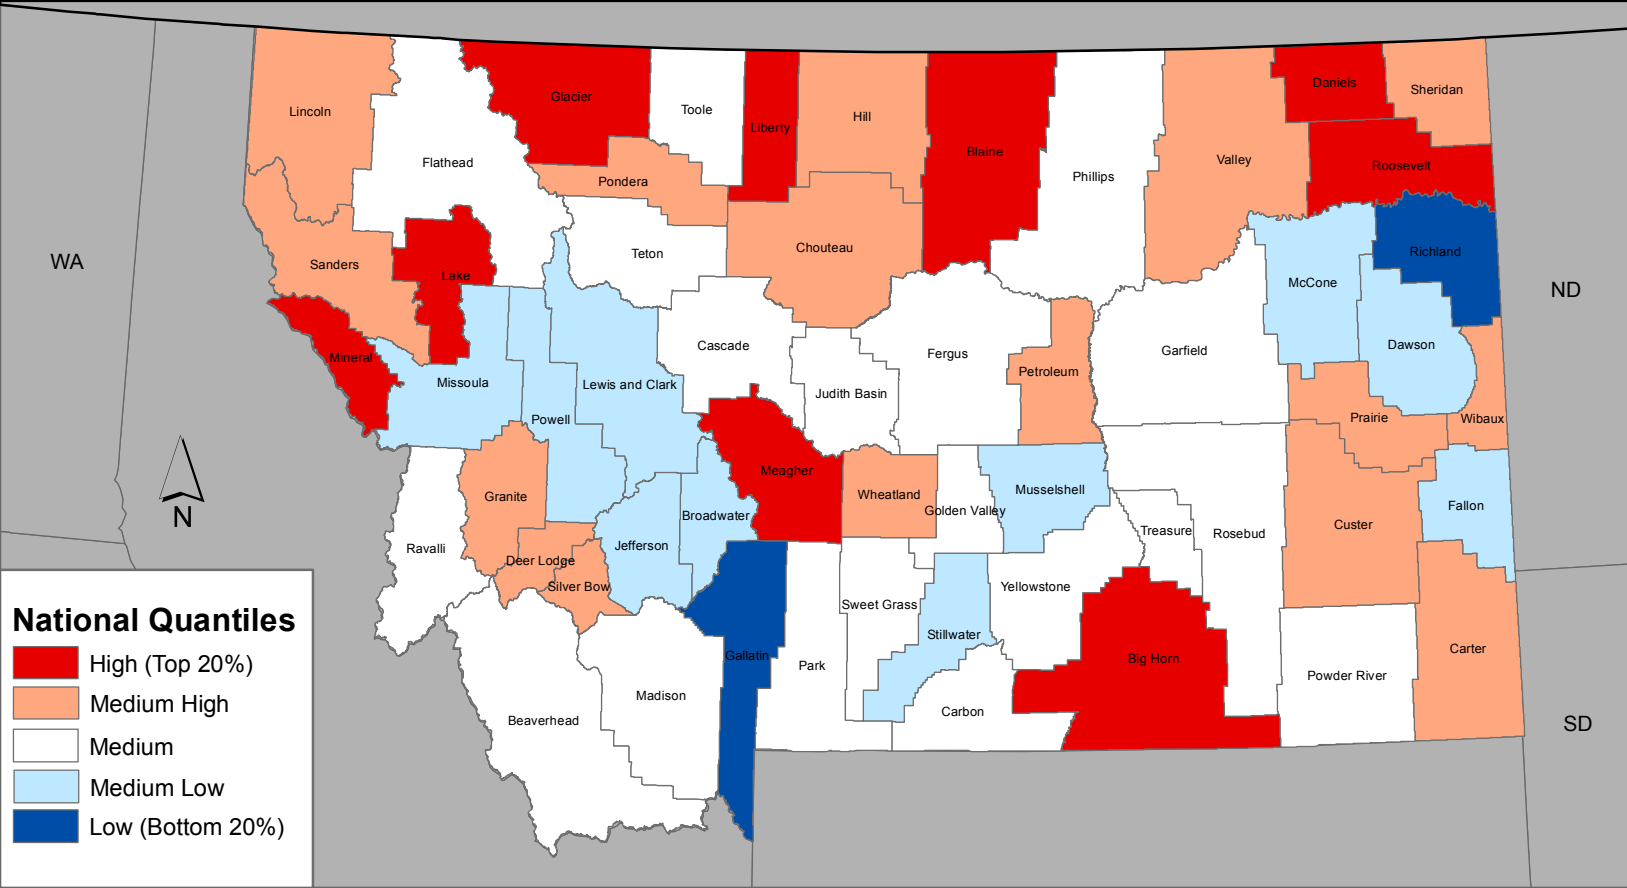 Daniels
Sheridan
Glacier
Toole
Lincoln
Hill
Liberty
Blaine
Valley
Roosevelt
Flathead
Phillips
Pondera
Chouteau
Richland
Teton
WA
Sanders
Lake
McCone
ND
Cascade
Dawson
Fergus
Garfield
Mineral
Petroleum
Missoula
Lewis and Clark
Judith Basin
Prairie
Wibaux
Powell
Meagher
Granite
Wheatland
Musselshell
Fallon
Golden Valley
N
Broadwater
Custer
Treasure
Rosebud
Ravalli
Jefferson
Deer Lodge
Silver Bow
Yellowstone
Sweet Grass
Stillwater
Carter
Gallatin
Big Horn
Park
Powder River
Madison
Carbon
Beaverhead
SD
National Quantiles
High (Top 20%)
Medium High
Medium
Medium Low
Low (Bottom 20%)